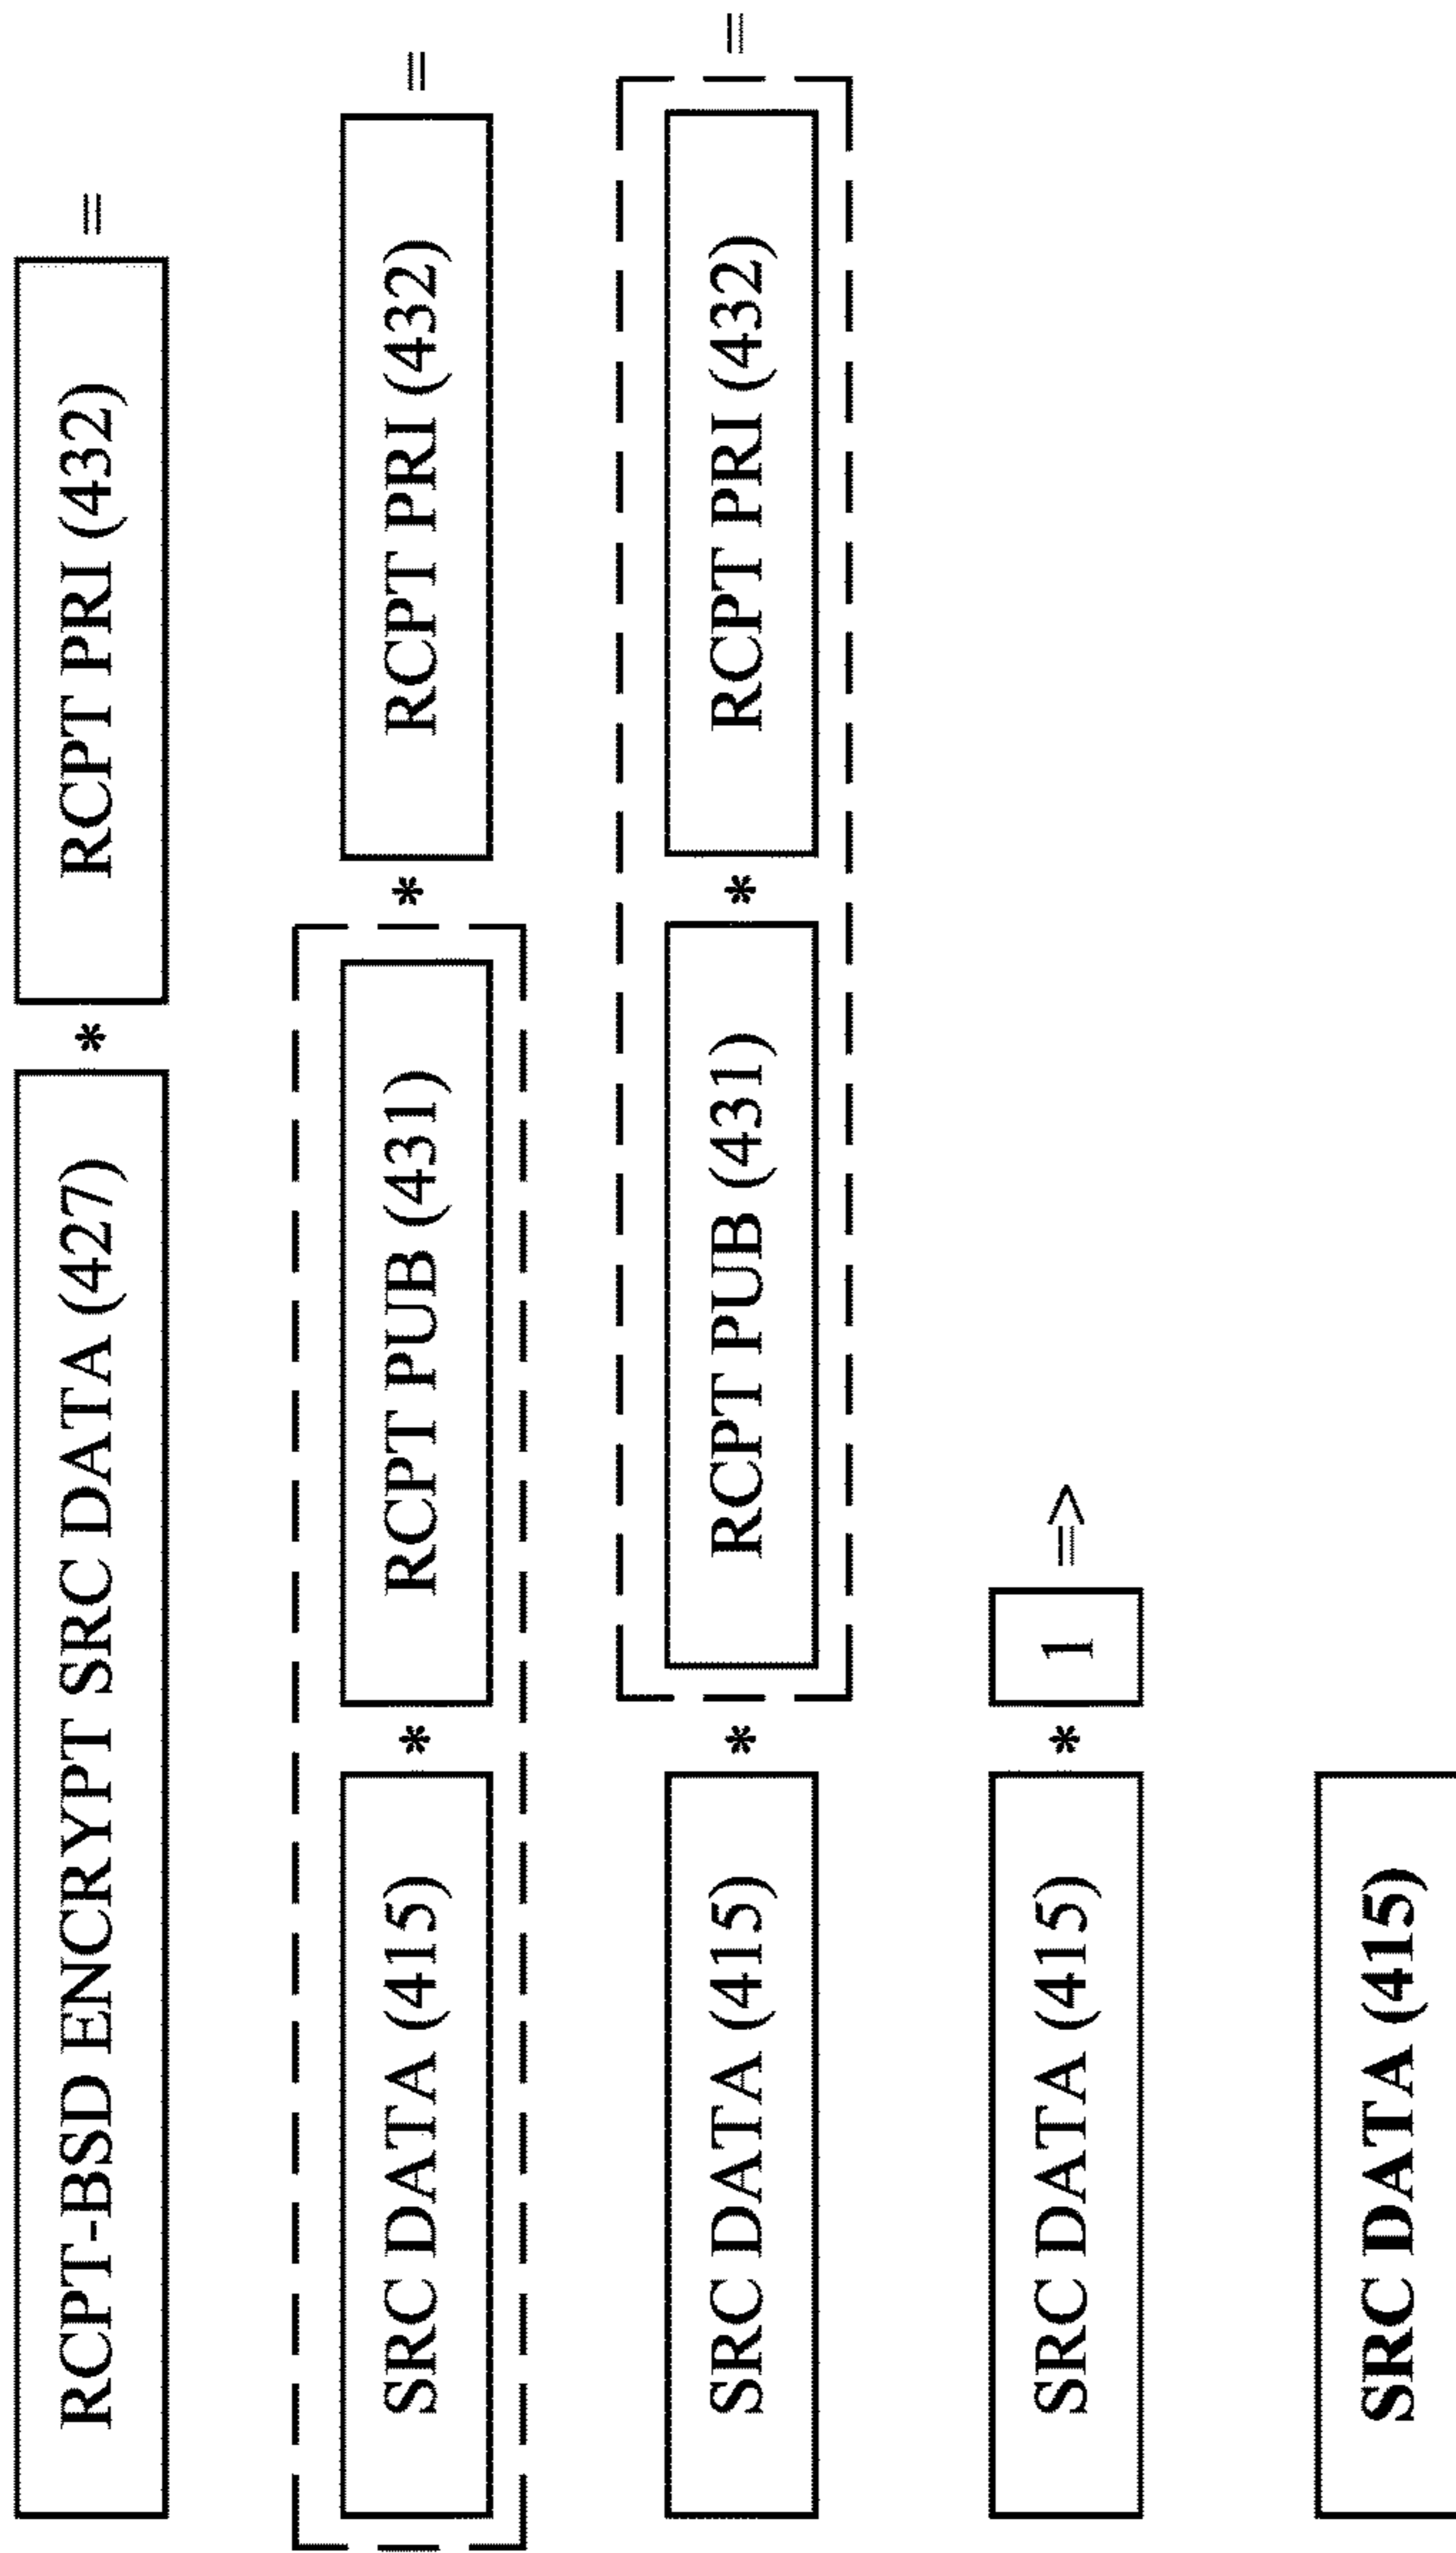 RCPT-BSD ENCRYPT SRC DATA (427) * RCPT PRI (432) =
SRC DATA (415) * RCPT PUB (431) * RCPT PRI (432) =
SRC DATA (415) * RCPT PUB (431) * RCPT PRI (432) =
SRC DATA (415) * 1 =>
SRC DATA (415)